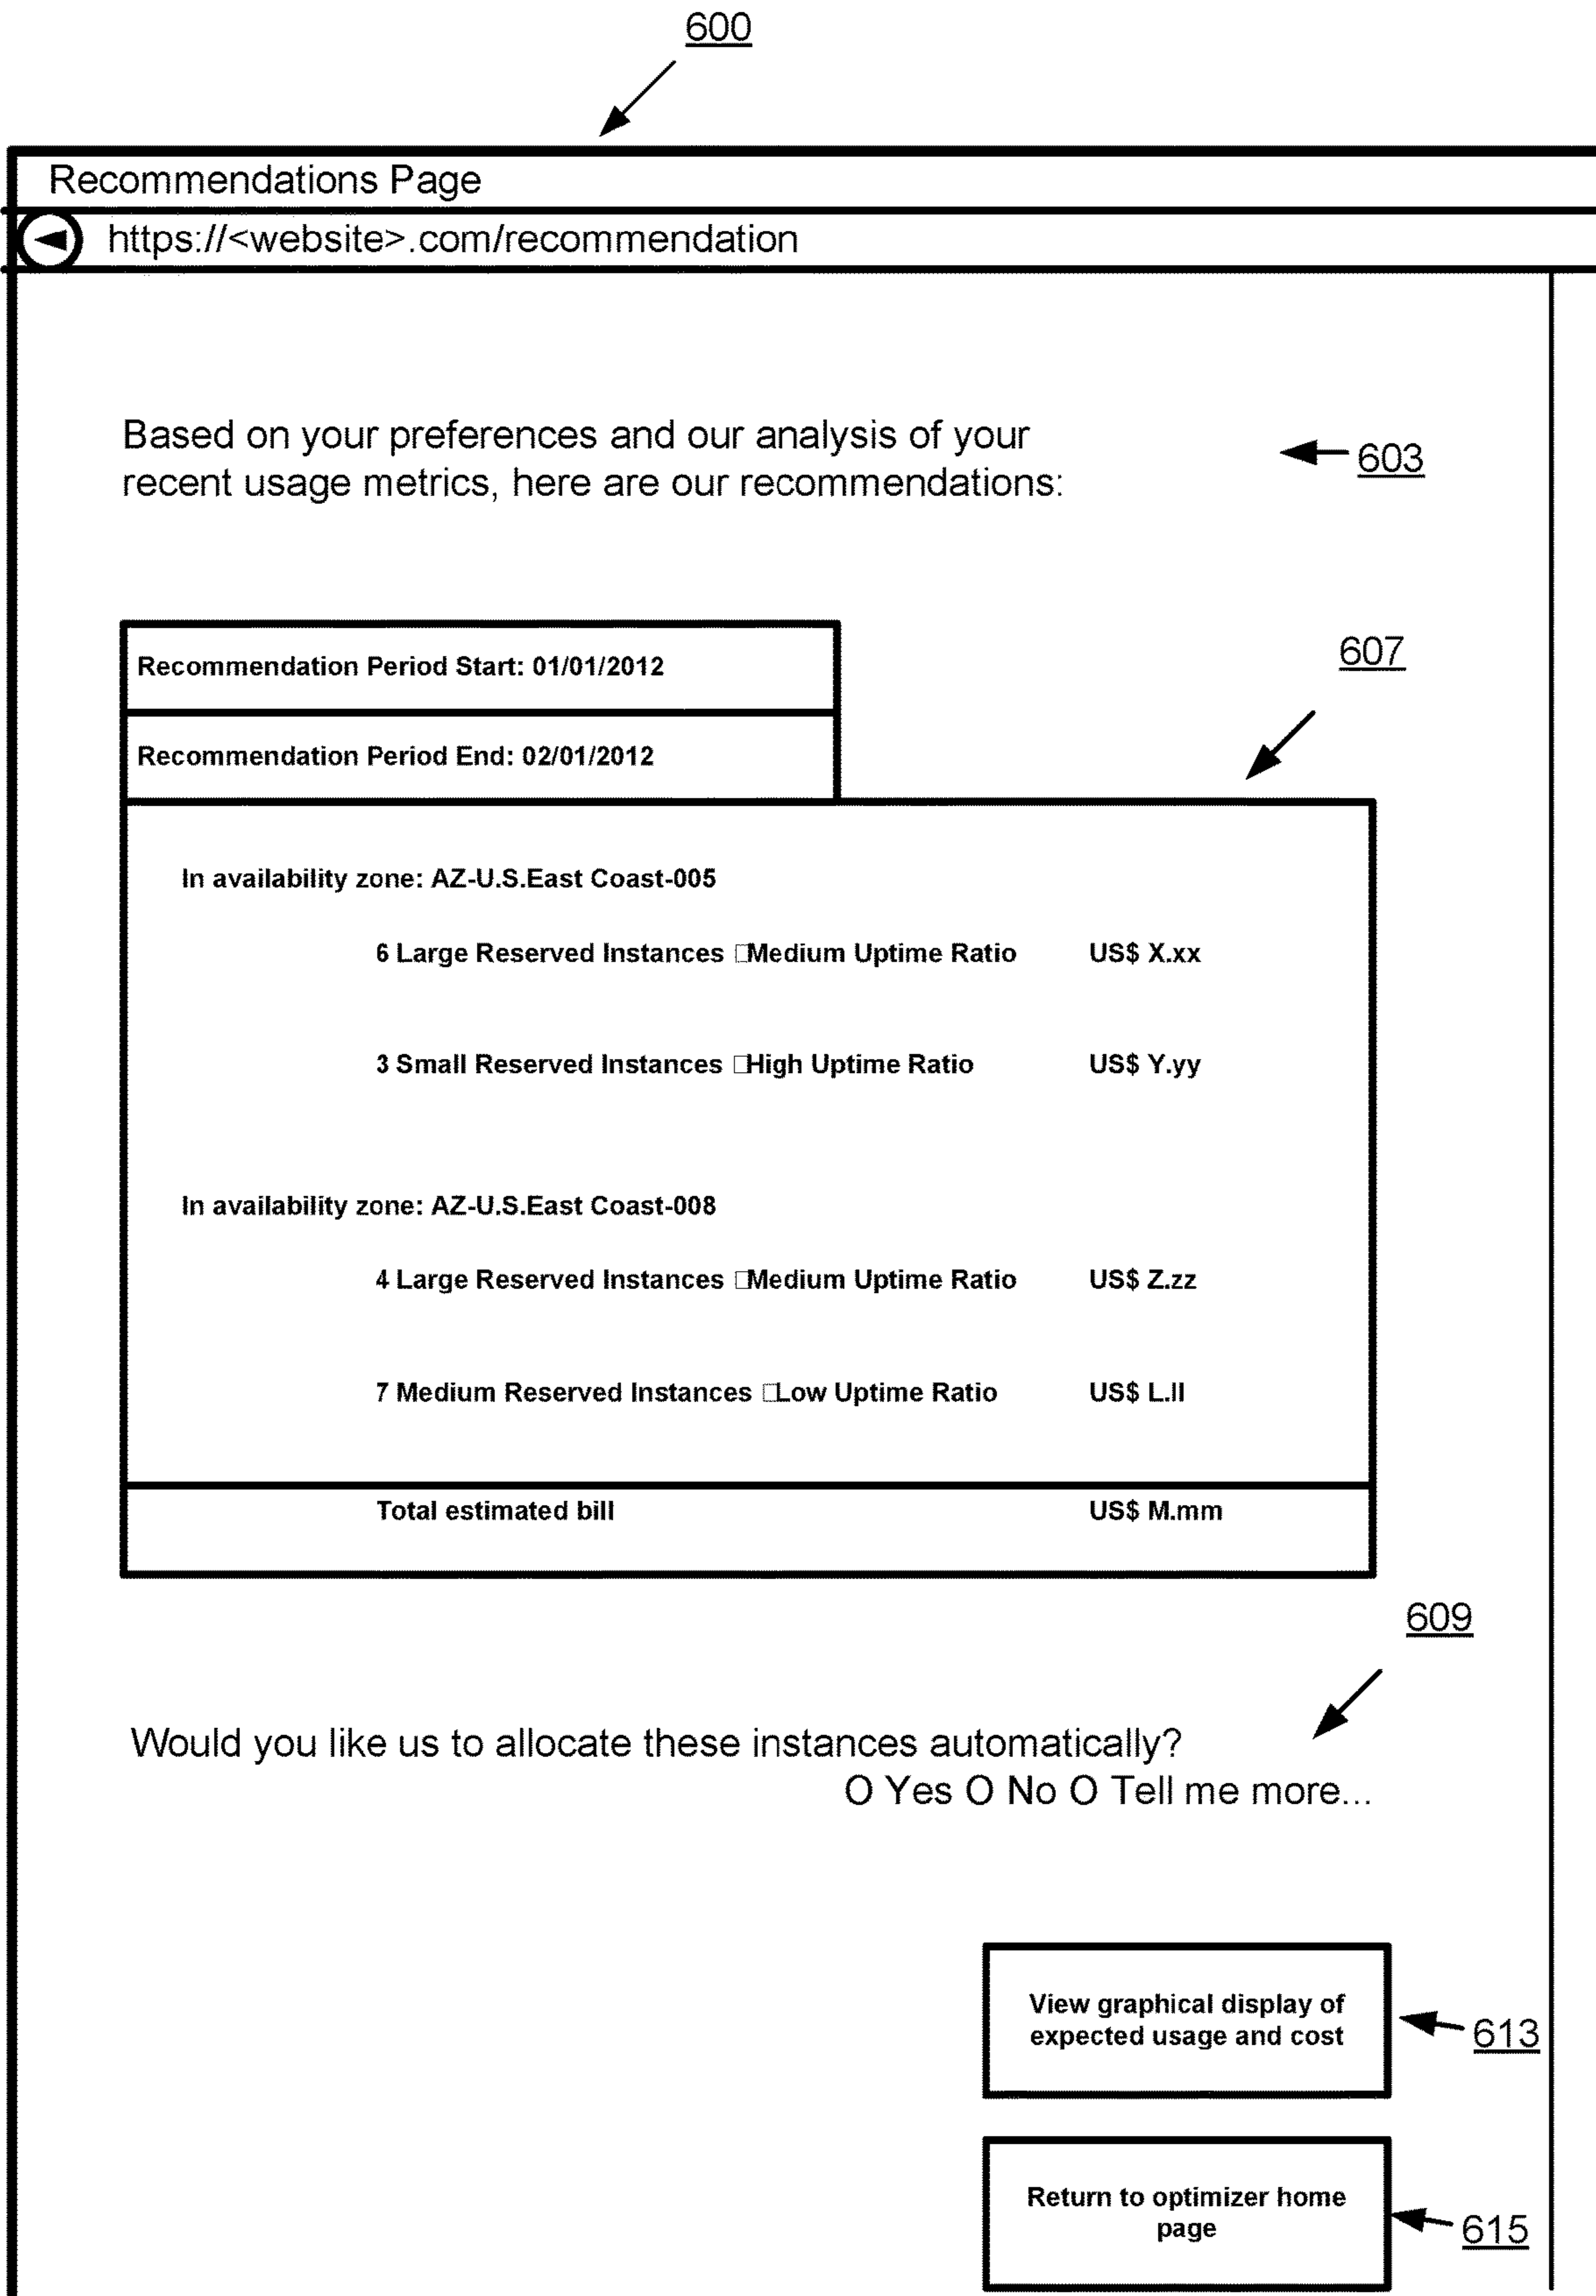 600
Recommendations Page
https://<website>.com/recommendation
Based on your preferences and our analysis of your
recent usage metrics, here are our recommendations:
603
Recommendation Period Start: 01/01/2012
607
Recommendation Period End: 02/01/2012
In availability zone: AZ-U.S.East Coast-005
6 Large Reserved Instances □Medium Uptime Ratio US$ X.xx
3 Small Reserved Instances □High Uptime Ratio US$ Y.yy
In availability zone: AZ-U.S.East Coast-008
4 Large Reserved Instances □Medium Uptime Ratio US$ Z.zz
7 Medium Reserved Instances □Low Uptime Ratio US$ L.ll
Total estimated bill US$ M.mm
609
Would you like us to allocate these instances automatically?
O Yes O No O Tell me more...
View graphical display of
expected usage and cost
613
Return to optimizer home
page
615